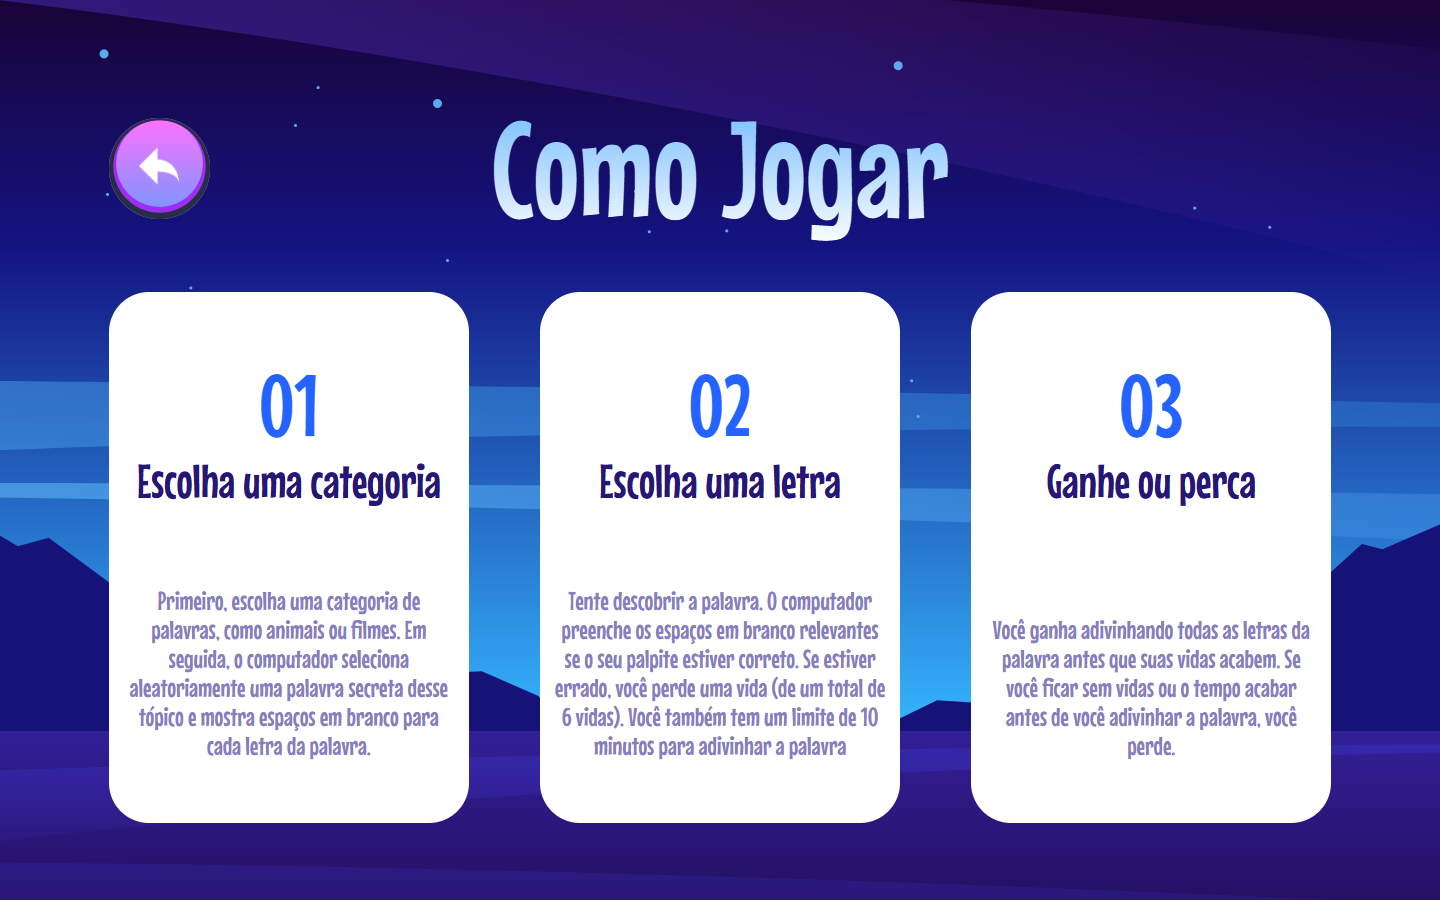 Como Jogar
01
Escolha uma categoria
Primeiro, escolha uma categoria de
palavras, como animais ou filmes. Em
seguida, o computador seleciona
aleatoriamente uma palavra secreta desse
tópico e mostra espaços em branco para
cada letra da palavra.
02
Escolha uma letra
Tente descobrir a palavra. O computador
preenche os espaços em branco relevantes
se o seu palpite estiver correto. Se estiver
errado, você perde uma vida (de um total de
6 vidas). Você também tem um limite de 10
minutos para adivinhar a palavra
03
Ganhe ou perca
Você ganha adivinhando todas as letras da
palavra antes que suas vidas acabem. Se
você ficar sem vidas ou o tempo acabar
antes de você adivinhar a palavra, você
perde.